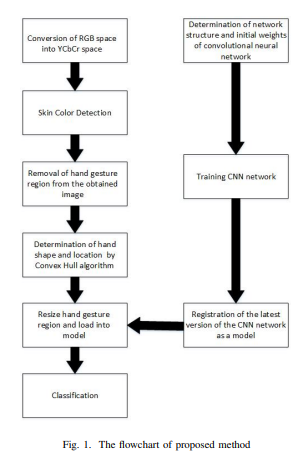 Conversion of RGB space
into YCbCr space
Skin Color Detection
Removal of hand gesture
region from the obtained
image
Determination of hand
shape and location by
Convex Hull algorithm
Resize hand gesture
region and load into
model
Classification
Determination of network
structure and initial weights
of convolutional neural
network
Training CNN network
Registration of the latest
version of the CNN network
as a model
Fig. 1. The flowchart of proposed method